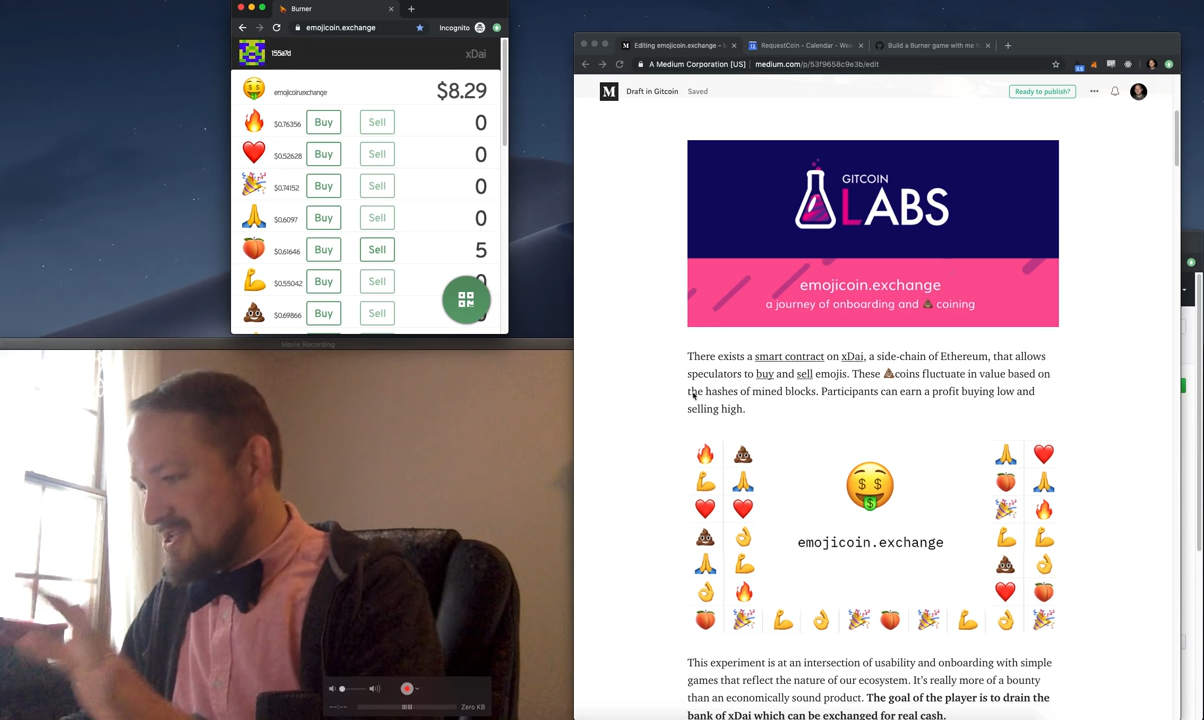 Burner
emojicoin.exchange
Incognito
155a7d
xDai
emojicoin.exchange
$8.29
$0.76356 Buy Sell 0
$0.52628 Buy Sell 0
$0.74152 Buy Sell 0
$0.6097 Buy Sell 0
$0.61646 Buy Sell 5
$0.55042 Buy Sell 0
$0.69866 Buy Sell
Movie Recording
--:--
Zero KB
Editing emojicoin.exchange –
RequestCoin - Calendar - Wee
Build a Burner game with me
A Medium Corporation [US]
medium.com/p/53f9658c9e3b/edit
M
Draft in Gitcoin
Saved
Ready to publish?
GITCOIN
LABS
emojicoin.exchange
a journey of onboarding and 💩 coining
There exists a smart contract on xDai, a side-chain of Ethereum, that allows
speculators to buy and sell emojis. These 💩coins fluctuate in value based on
the hashes of mined blocks. Participants can earn a profit buying low and
selling high.
emojicoin.exchange
This experiment is at an intersection of usability and onboarding with simple
games that reflect the nature of our ecosystem. It's really more of a bounty
than an economically sound product. The goal of the player is to drain the
bank of xDai which can be exchanged for real cash.